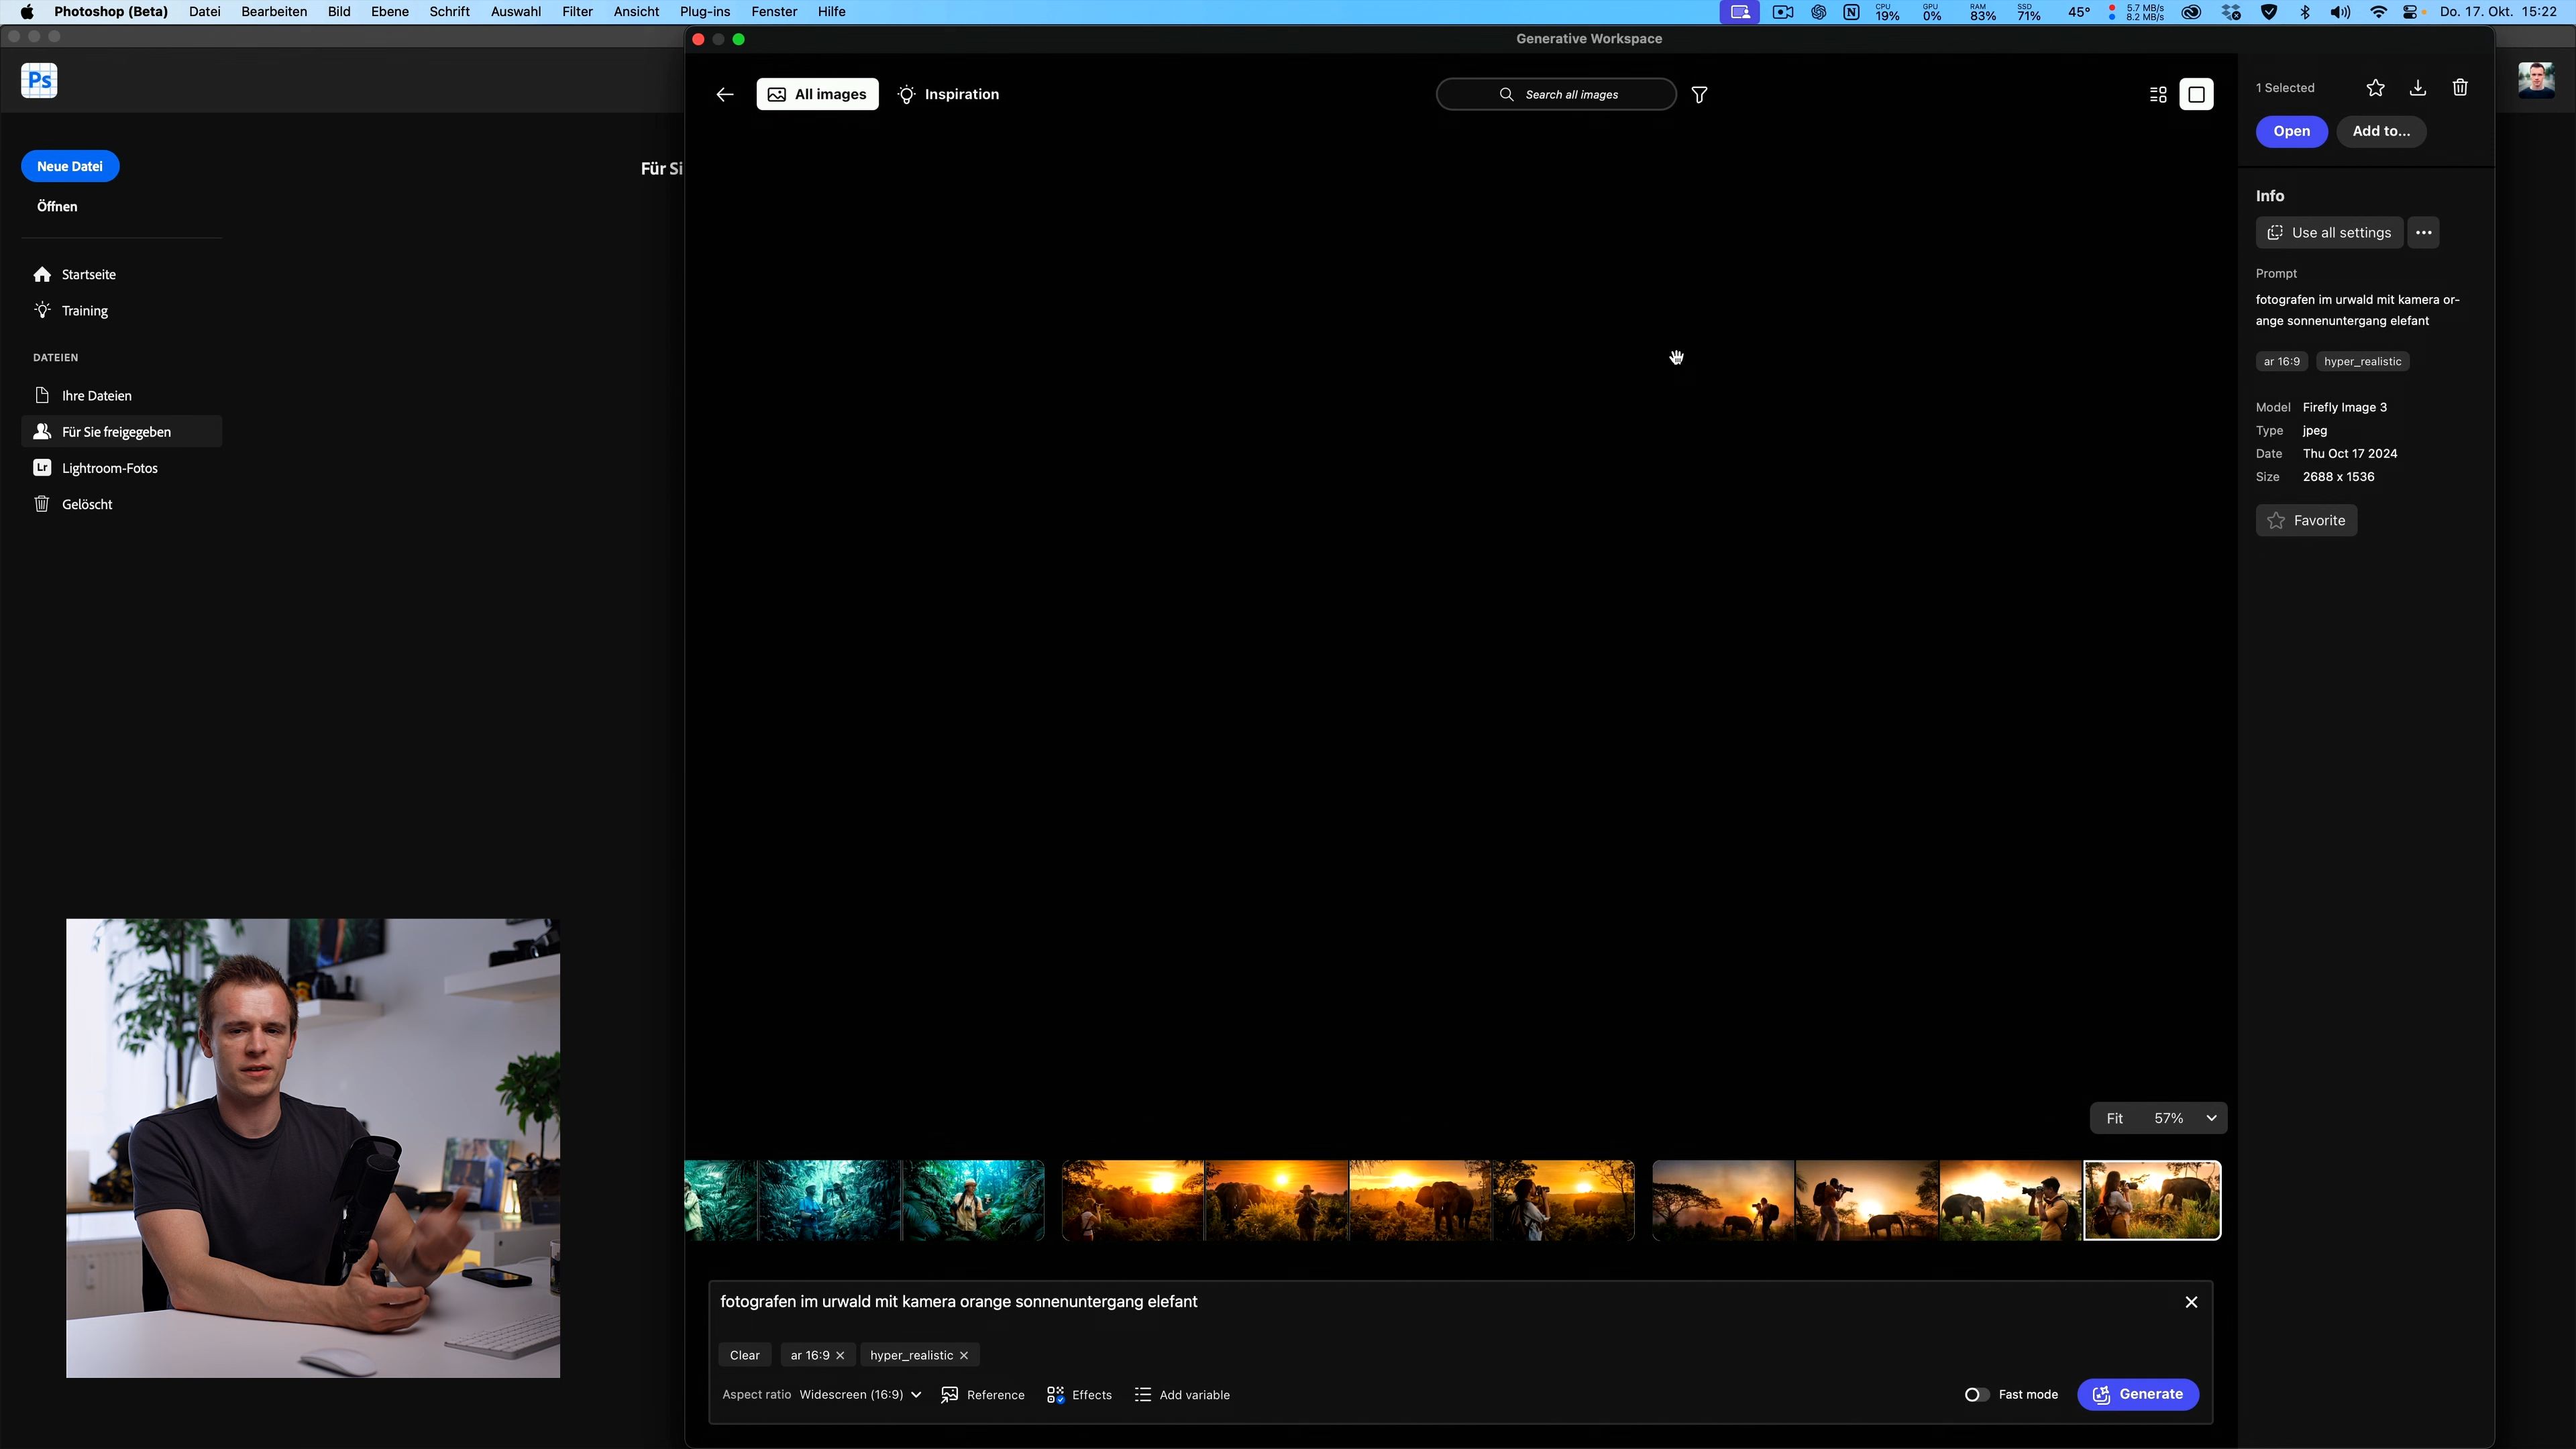 Photoshop (Beta) Datei Bearbeiten Bild Ebene Schrift Auswahl Filter Ansicht Plug-ins Fenster Hilfe
CPU 19% GPU 0% RAM 83% SSD 71% 45° 5.7 MB/s 8.2 MB/s Do. 17. Okt. 15:22
Generative Workspace
Ps
Neue Datei
Öffnen
Startseite
Training
DATEIEN
Ihre Dateien
Für Sie freigegeben
Lr Lightroom-Fotos
Gelöscht
Für Si
All images Inspiration
Search all images
1 Selected
Open Add to...
Info
Use all settings
Prompt
fotografen im urwald mit kamera or-
ange sonnenuntergang elefant
ar 16:9 hyper_realistic
Model Firefly Image 3
Type jpeg
Date Thu Oct 17 2024
Size 2688 x 1536
Favorite
Fit 57%
fotografen im urwald mit kamera orange sonnenuntergang elefant
Clear ar 16:9 hyper_realistic
Aspect ratio Widescreen (16:9) Reference Effects Add variable Fast mode Generate